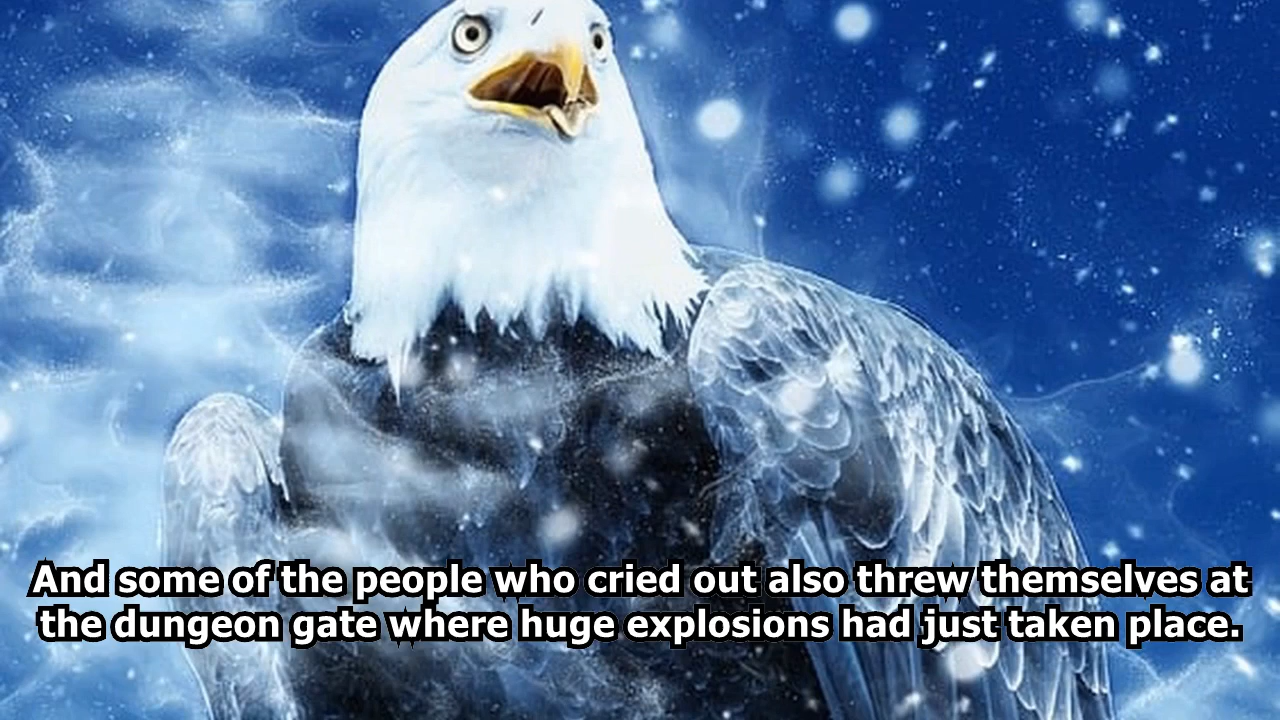 And some of the people who cried out also threw themselves at
the dungeon gate where huge explosions had just taken place.